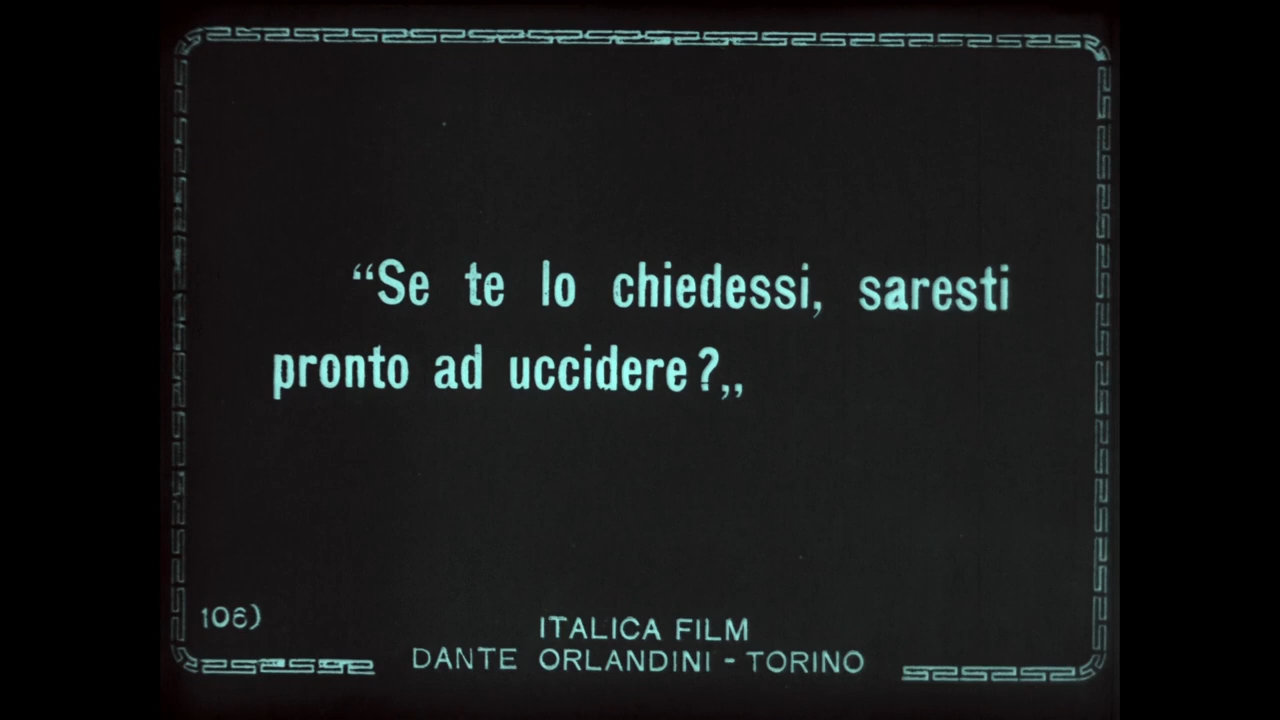 “Se te lo chiedessi, saresti
pronto ad uccidere?„
106)
ITALICA FILM
DANTE ORLANDINI - TORINO